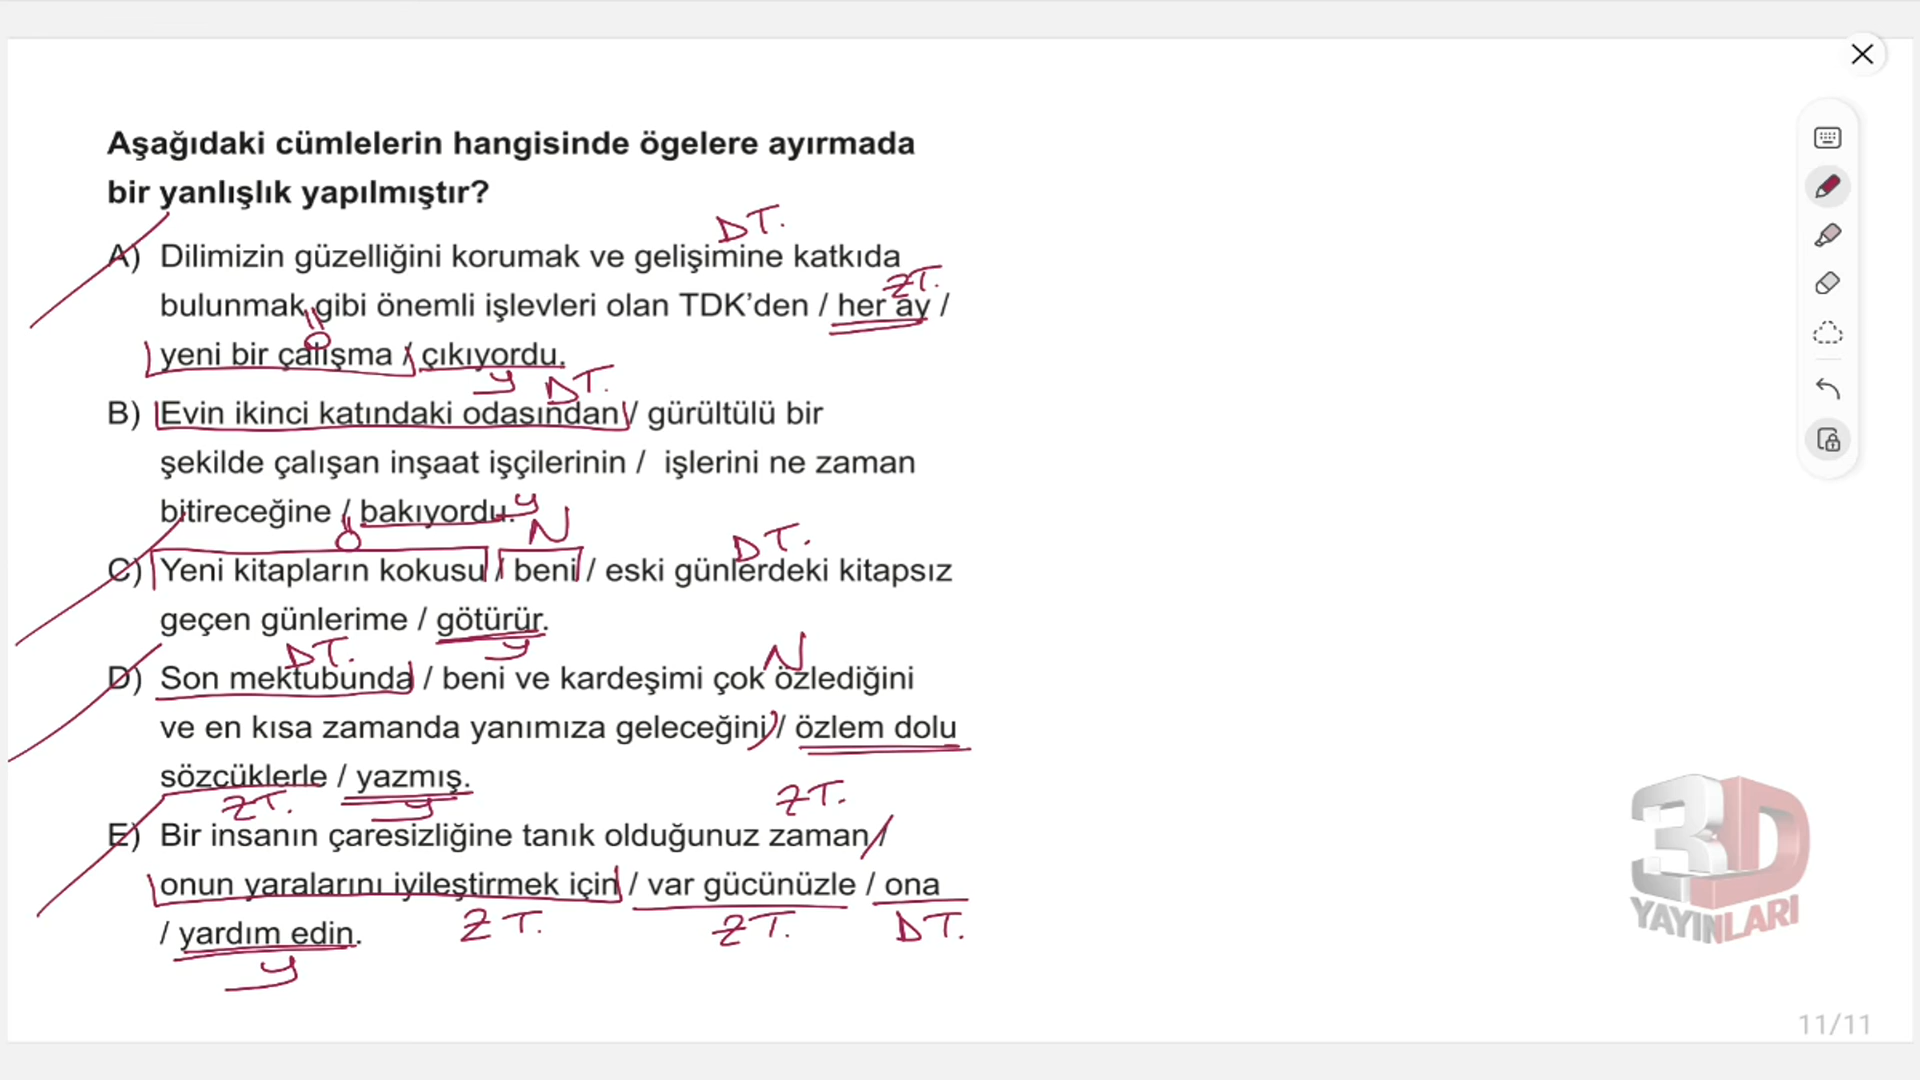 Aşağıdaki cümlelerin hangisinde ögelere ayırmada
bir yanlışlık yapılmıştır?
DT.
A) Dilimizin güzelliğini korumak ve gelişimine katkıda
ZT.
bulunmak gibi önemli işlevleri olan TDK’den / her ay /
Ö
yeni bir çalışma / çıkıyordu.
y DT.
B) Evin ikinci katındaki odasından / gürültülü bir
şekilde çalışan inşaat işçilerinin / işlerini ne zaman
bitireceğine / bakıyordu. y
Ö N DT.
C) Yeni kitapların kokusu / beni / eski günlerdeki kitapsız
geçen günlerime / götürür.
DT. y N
D) Son mektubunda / beni ve kardeşimi çok özlediğini
ve en kısa zamanda yanımıza geleceğini / özlem dolu
sözcüklerle / yazmış.
ZT. y ZT.
E) Bir insanın çaresizliğine tanık olduğunuz zaman /
onun yaralarını iyileştirmek için / var gücünüzle / ona
ZT. ZT. DT.
/ yardım edin.
y
3D
YAYINLARI
11/11